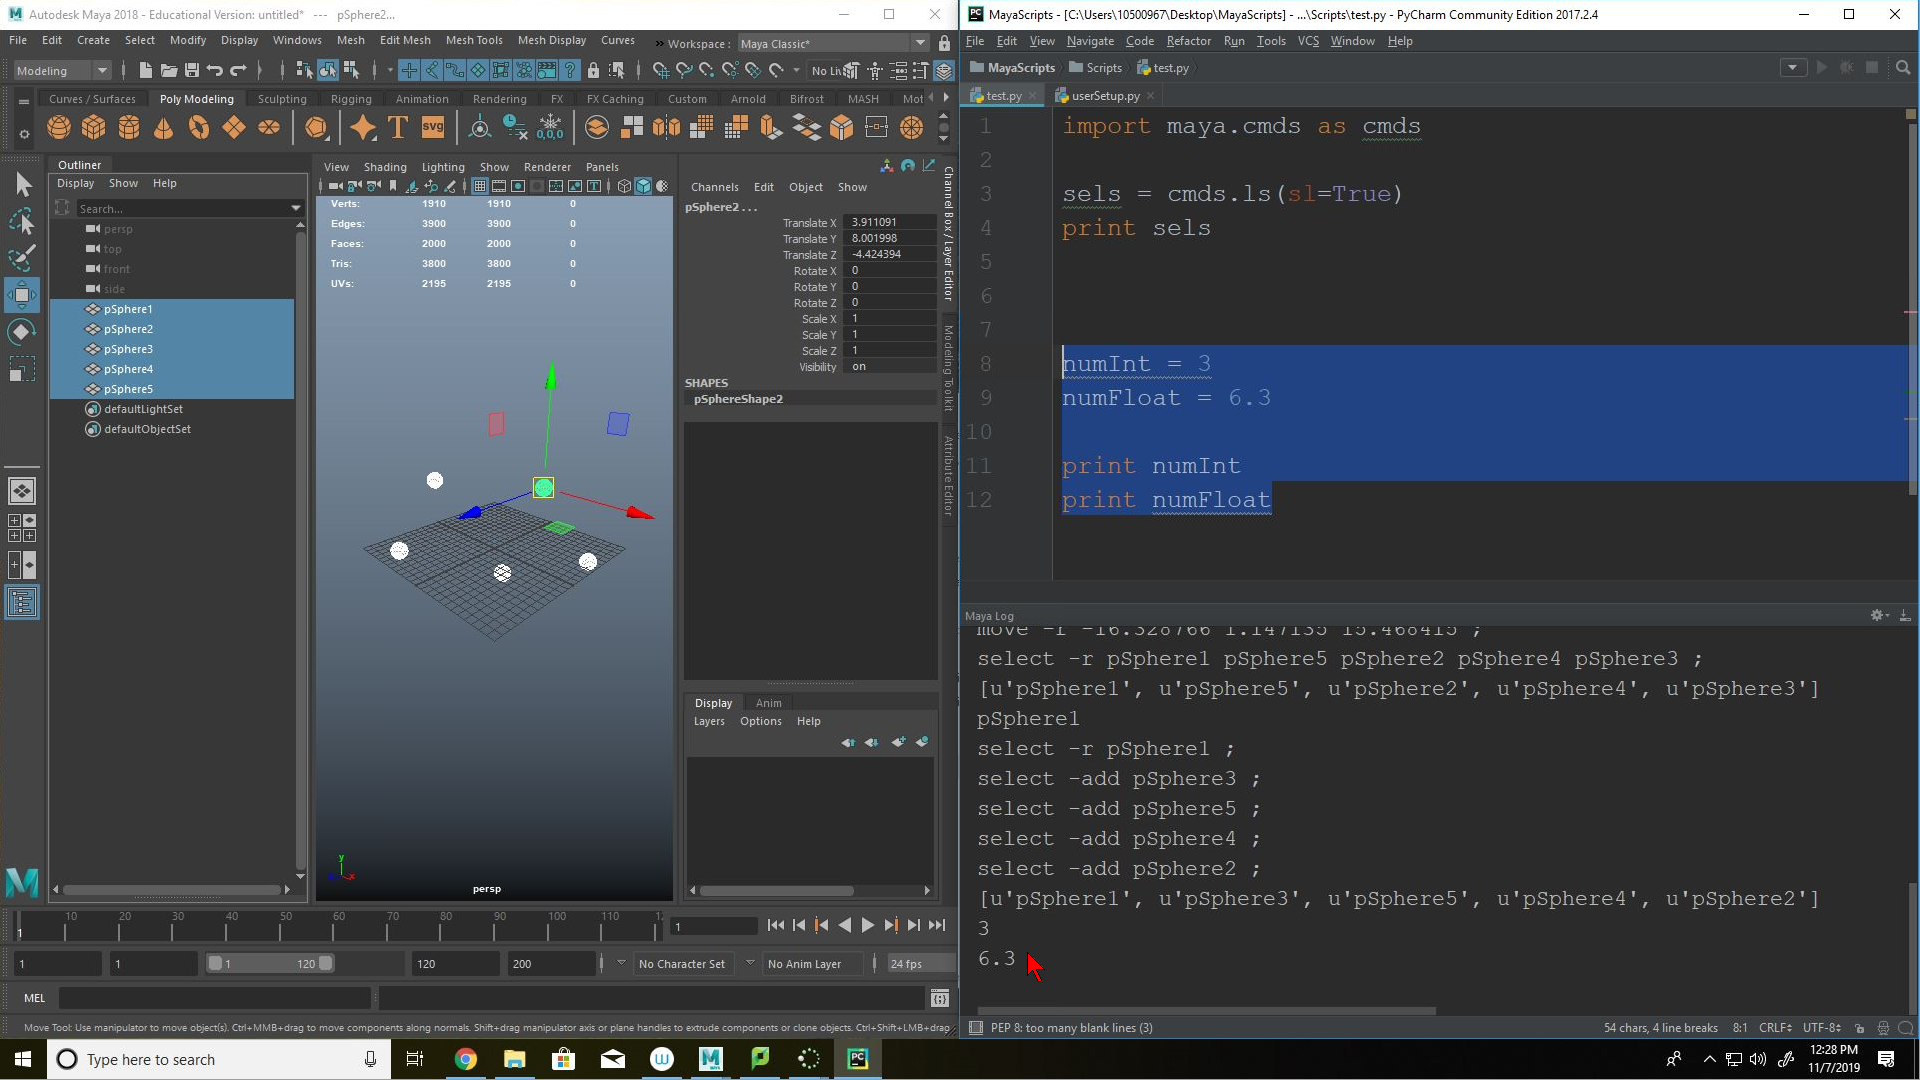 Autodesk Maya 2018 - Educational Version: untitled*   ---   pSphere2...
File Edit Create Select Modify Display Windows Mesh Edit Mesh Mesh Tools Mesh Display Curves
» Workspace : Maya Classic*
Modeling
No Li
Curves / Surfaces Poly Modeling Sculpting Rigging Animation Rendering FX FX Caching Custom Arnold Bifrost MASH Mot
T SVG 0,0,0
Outliner
Display Show Help
Search...
persp
top
front
side
pSphere1
pSphere2
pSphere3
pSphere4
pSphere5
defaultLightSet
defaultObjectSet
View Shading Lighting Show Renderer Panels
Verts: 1910 1910 0
Edges: 3900 3900 0
Faces: 2000 2000 0
Tris: 3800 3800 0
UVs: 2195 2195 0
y
x
persp
Channels Edit Object Show
pSphere2 . . .
Translate X 3.911091
Translate Y 8.001998
Translate Z -4.424394
Rotate X 0
Rotate Y 0
Rotate Z 0
Scale X 1
Scale Y 1
Scale Z 1
Visibility on
SHAPES
pSphereShape2
Channel Box / Layer Editor
Modeling Toolkit
Attribute Editor
Display Anim
Layers Options Help
10 20 30 40 50 60 70 80 90 100 110 12
1
1
1 1 1 120 120 200 No Character Set No Anim Layer 24 fps
MEL
Move Tool: Use manipulator to move object(s). Ctrl+MMB+drag to move components along normals. Shift+drag manipulator axis or plane handles to extrude components or clone objects. Ctrl+Shift+LMB+drag
MayaScripts - [C:\Users\10500967\Desktop\MayaScripts] - ...\Scripts\test.py - PyCharm Community Edition 2017.2.4
File Edit View Navigate Code Refactor Run Tools VCS Window Help
MayaScripts Scripts test.py
test.py userSetup.py
1 import maya.cmds as cmds
2
3 sels = cmds.ls(sl=True)
4 print sels
5
6
7
8 numInt = 3
9 numFloat = 6.3
10
11 print numInt
12 print numFloat
Maya Log
move -r -16.328766 1.147135 15.468415 ;
select -r pSphere1 pSphere5 pSphere2 pSphere4 pSphere3 ;
[u'pSphere1', u'pSphere5', u'pSphere2', u'pSphere4', u'pSphere3']
pSphere1
select -r pSphere1 ;
select -add pSphere3 ;
select -add pSphere5 ;
select -add pSphere4 ;
select -add pSphere2 ;
[u'pSphere1', u'pSphere3', u'pSphere5', u'pSphere4', u'pSphere2']
3
6.3
PEP 8: too many blank lines (3)
54 chars, 4 line breaks 8:1 CRLF÷ UTF-8÷
Type here to search
12:28 PM
11/7/2019